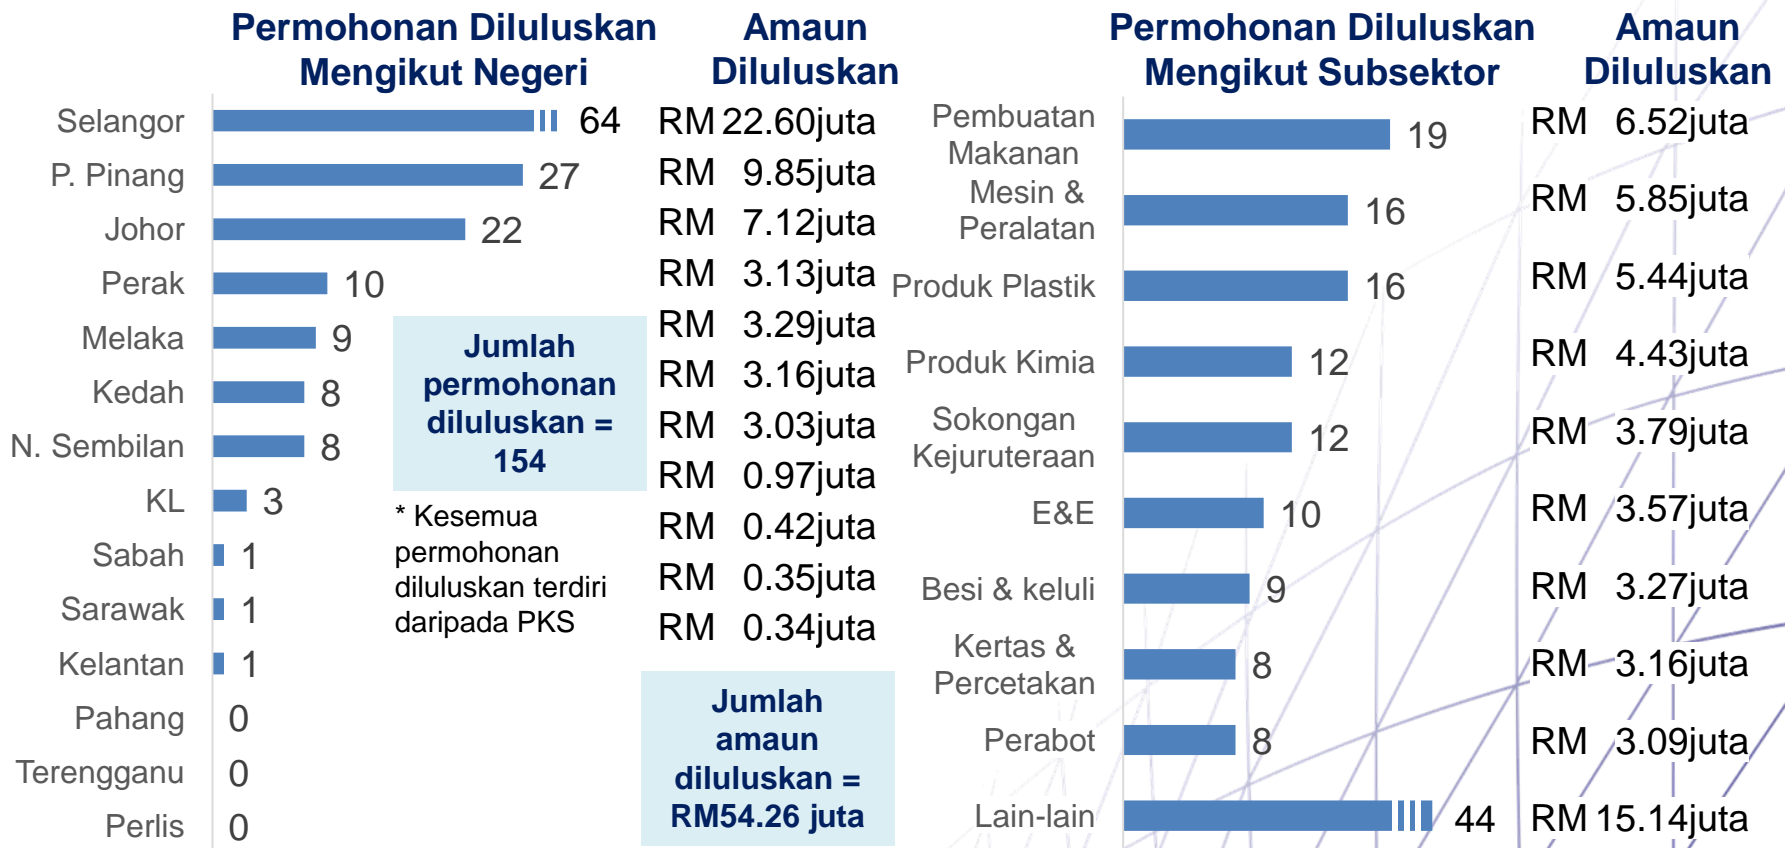 Permohonan Diluluskan
Mengikut Negeri
Amaun
Diluluskan
Selangor 64 RM 22.60juta
P. Pinang 27 RM 9.85juta
Johor 22 RM 7.12juta
Perak 10 RM 3.13juta
Melaka 9 RM 3.29juta
Kedah 8 RM 3.16juta
N. Sembilan 8 RM 3.03juta
KL 3 RM 0.97juta
Sabah 1 RM 0.42juta
Sarawak 1 RM 0.35juta
Kelantan 1 RM 0.34juta
Pahang 0
Terengganu 0
Perlis 0
Jumlah
permohonan
diluluskan =
154
* Kesemua
permohonan
diluluskan terdiri
daripada PKS
Jumlah
amaun
diluluskan =
RM54.26 juta
Permohonan Diluluskan
Mengikut Subsektor
Amaun
Diluluskan
Pembuatan
Makanan 19 RM 6.52juta
Mesin &
Peralatan 16 RM 5.85juta
Produk Plastik 16 RM 5.44juta
Produk Kimia 12 RM 4.43juta
Sokongan
Kejuruteraan 12 RM 3.79juta
E&E 10 RM 3.57juta
Besi & keluli 9 RM 3.27juta
Kertas &
Percetakan 8 RM 3.16juta
Perabot 8 RM 3.09juta
Lain-lain 44 RM 15.14juta